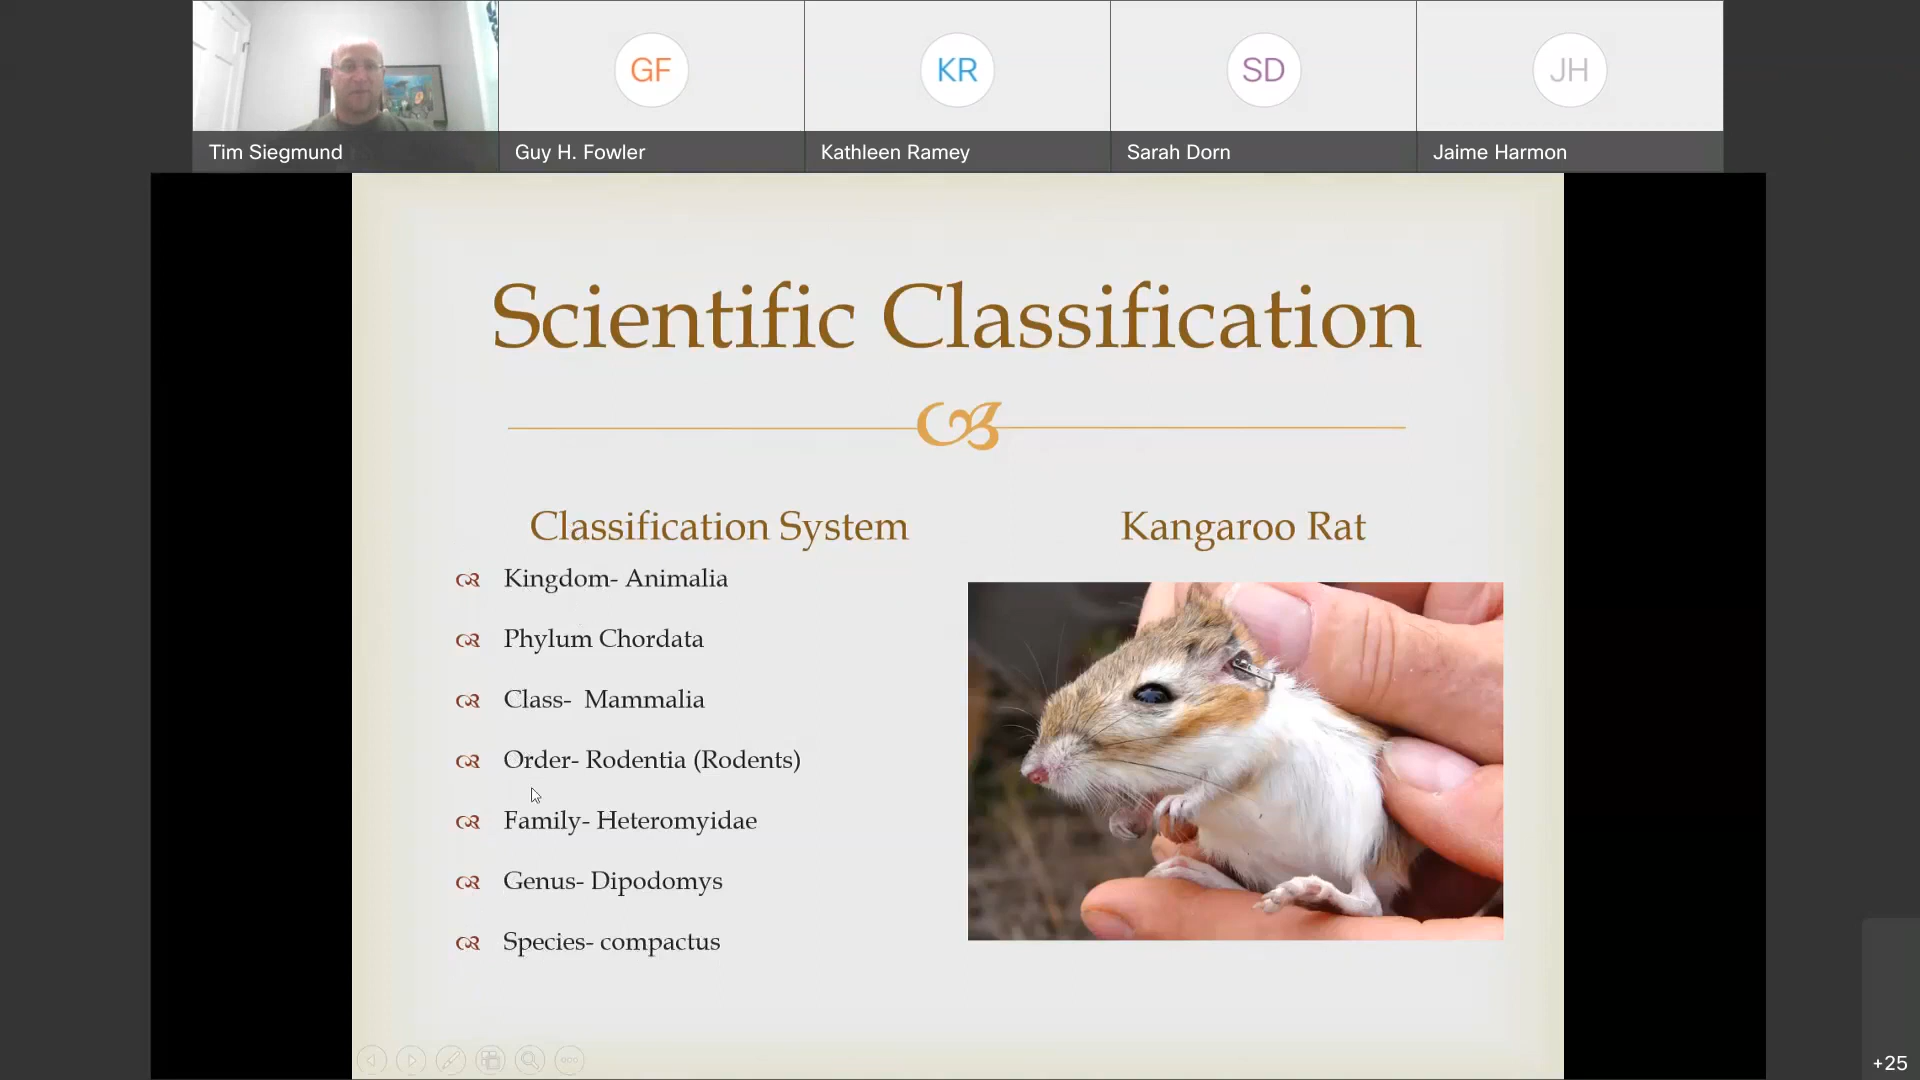 GF
KR
SD
JH
Tim Siegmund
Guy H. Fowler
Kathleen Ramey
Sarah Dorn
Jaime Harmon
Scientific Classification
Classification System
Kingdom- Animalia
Phylum Chordata
Class-  Mammalia
Order- Rodentia (Rodents)
Family- Heteromyidae
Genus- Dipodomys
Species- compactus
Kangaroo Rat
+25